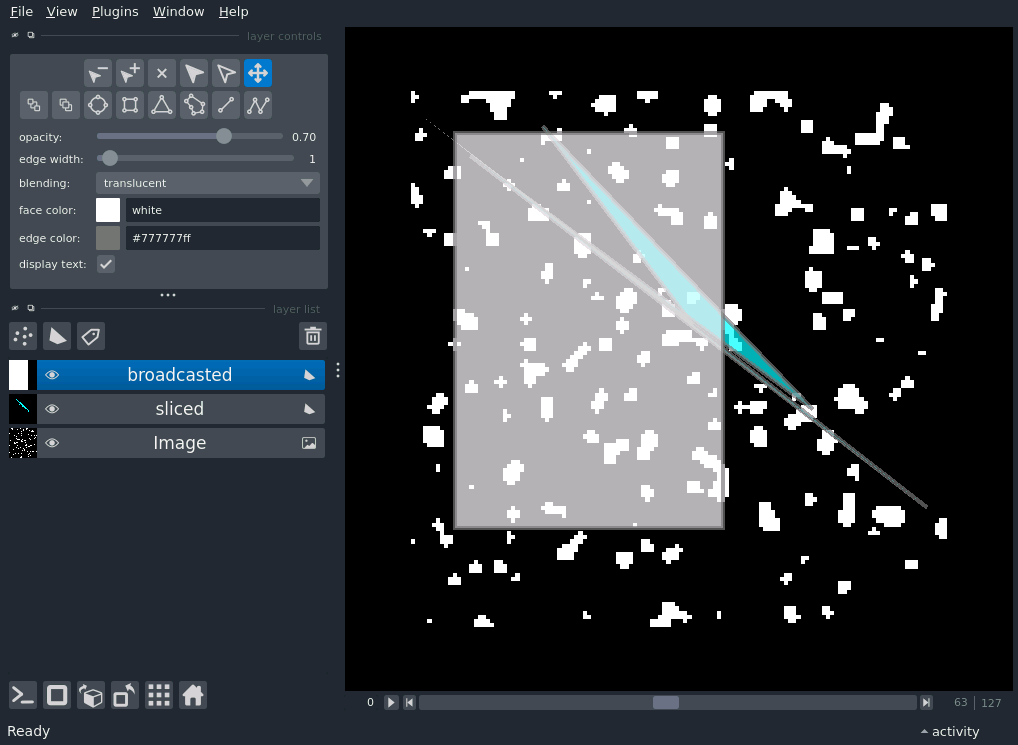 File View Plugins Window Help
layer controls
opacity: 0.70
edge width: 1
blending: translucent
face color: white
edge color: #777777ff
display text:
layer list
broadcasted
sliced
Image
0 63 | 127
Ready activity